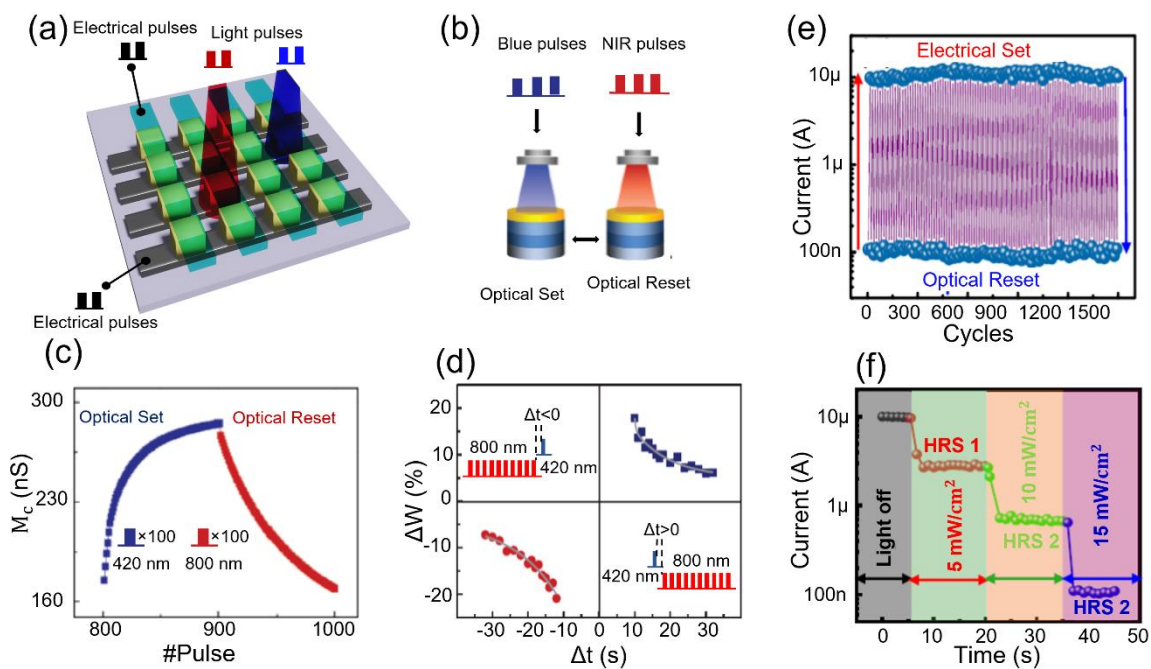 (a)
Electrical pulses
Light pulses
Electrical pulses
(b)
Blue pulses
NIR pulses
Optical Set
Optical Reset
(c)
Optical Set
Optical Reset
×100
×100
420 nm
800 nm
300
230
160
M_c (nS)
800
900
1000
#Pulse
(d)
Δt<0
800 nm
420 nm
Δt>0
800 nm
420 nm
20
10
0
-10
-20
ΔW (%)
-30
-20
-10
0
10
20
30
Δt (s)
(e)
Electrical Set
Optical Reset
10μ
1μ
100n
Current (A)
0
300
600
900
1200
1500
Cycles
(f)
10μ
1μ
100n
Current (A)
Light off
HRS 1
5 mW/cm²
10 mW/cm²
HRS 2
15 mW/cm²
HRS 2
0
10
20
30
40
50
Time (s)